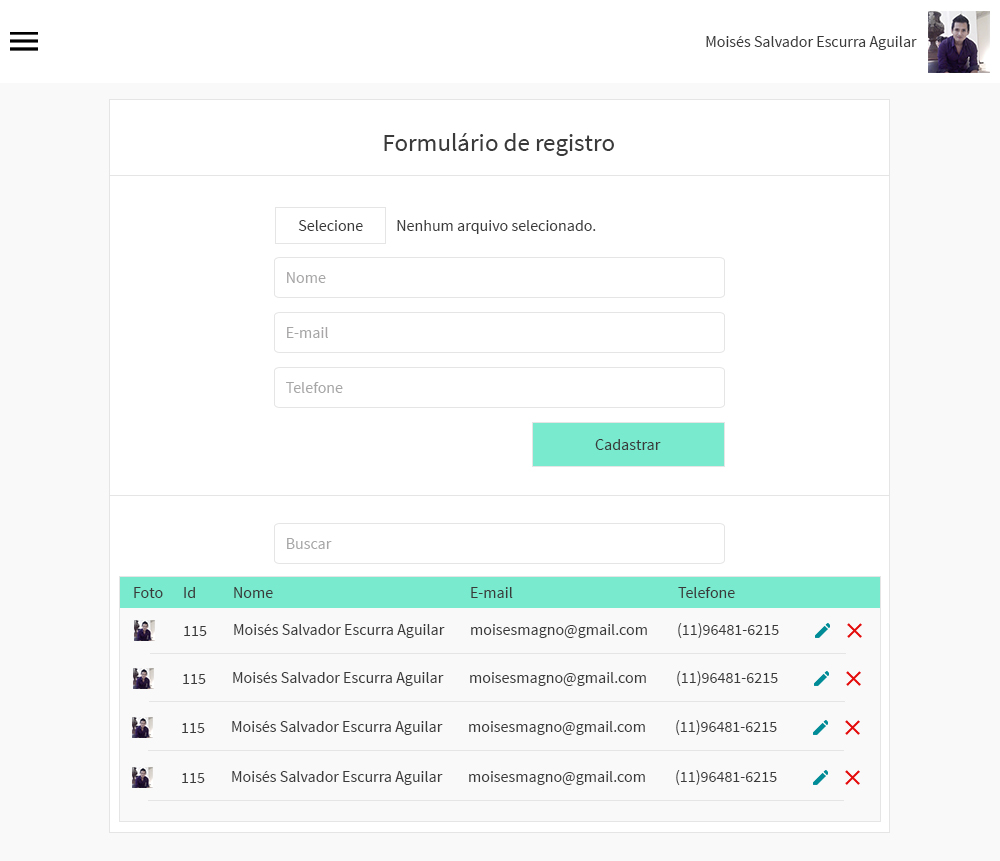 Moisés Salvador Escurra Aguilar
Formulário de registro
Selecione Nenhum arquivo selecionado.
Nome
E-mail
Telefone
Cadastrar
Buscar
Foto Id Nome E-mail Telefone
115 Moisés Salvador Escurra Aguilar moisesmagno@gmail.com (11)96481-6215
115 Moisés Salvador Escurra Aguilar moisesmagno@gmail.com (11)96481-6215
115 Moisés Salvador Escurra Aguilar moisesmagno@gmail.com (11)96481-6215
115 Moisés Salvador Escurra Aguilar moisesmagno@gmail.com (11)96481-6215